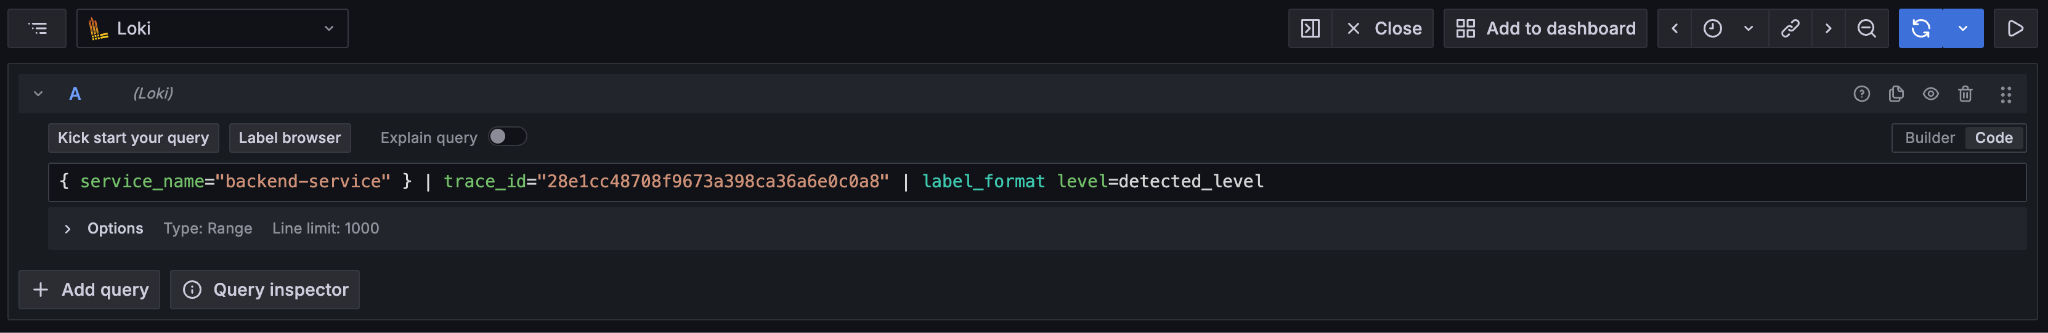 Loki Close Add to dashboard
A (Loki)
Kick start your query Label browser Explain query Builder Code
{ service_name="backend-service" } | trace_id="28e1cc48708f9673a398ca36a6e0c0a8" | label_format level=detected_level
Options Type: Range Line limit: 1000
+ Add query Query inspector